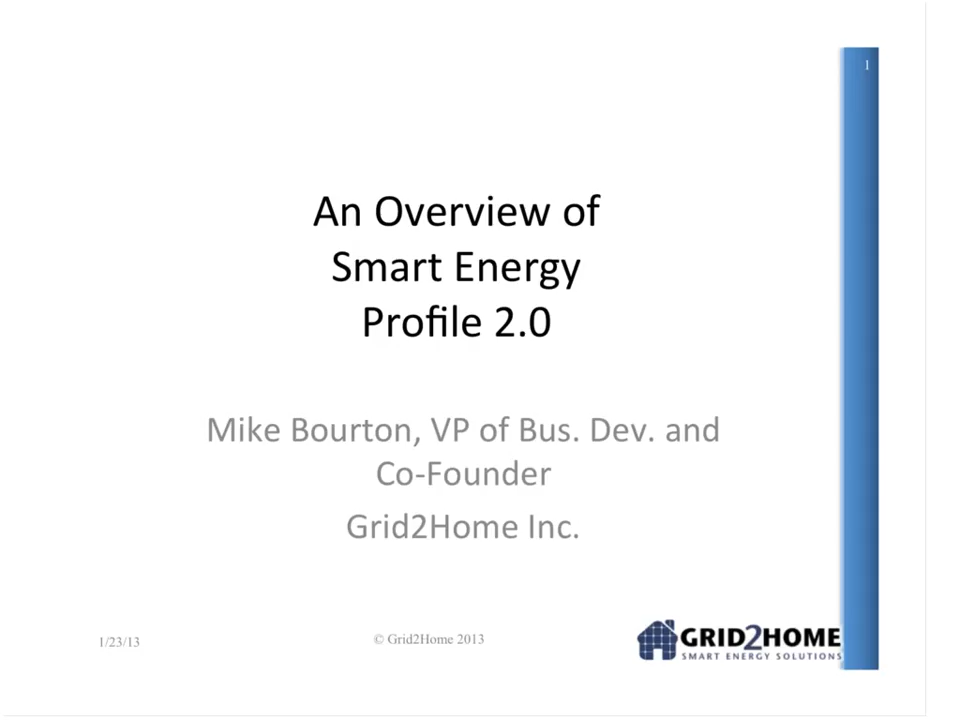 1
An Overview of
Smart Energy
Profile 2.0
Mike Bourton, VP of Bus. Dev. and
Co-Founder
Grid2Home Inc.
1/23/13
© Grid2Home 2013
GRID2HOME
SMART ENERGY SOLUTIONS